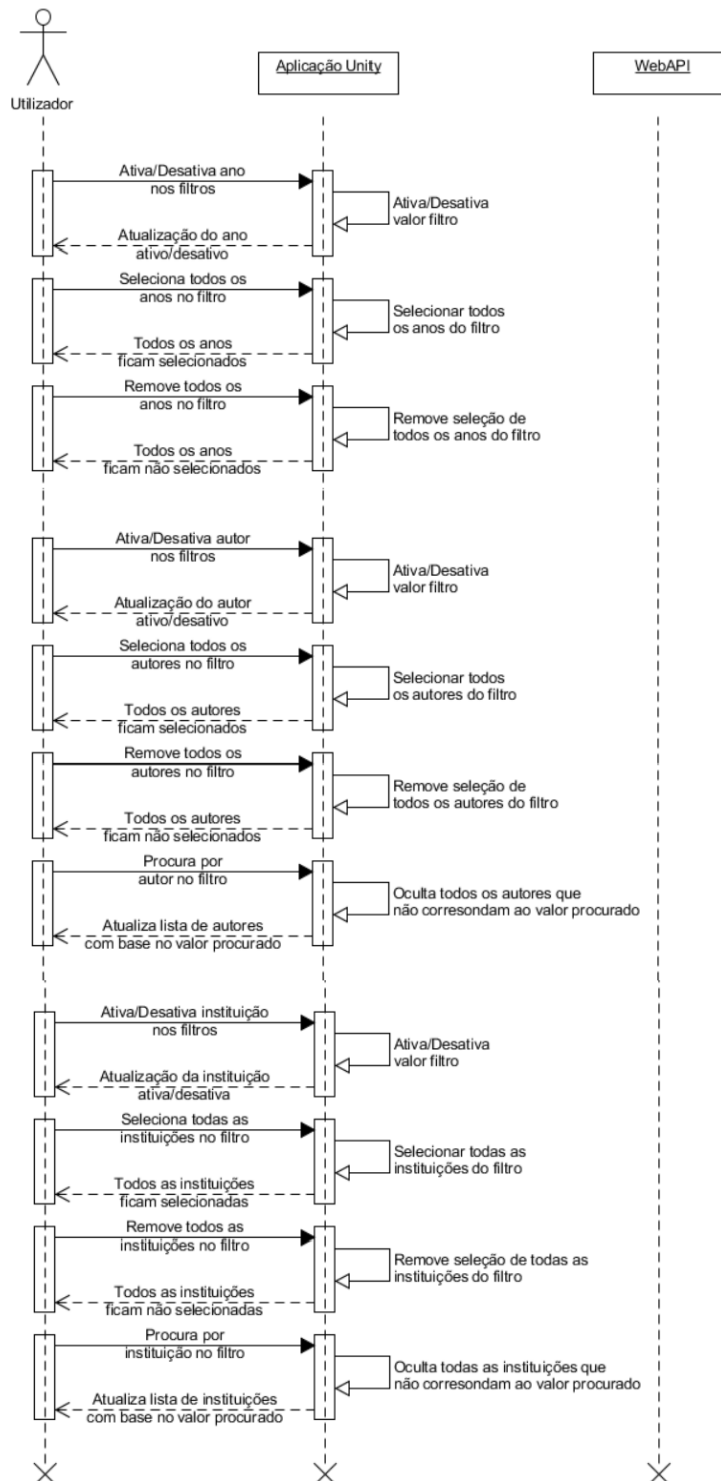 Utilizador
Aplicação Unity
WebAPI
Ativa/Desativa ano
nos filtros
Ativa/Desativa
valor filtro
Atualização do ano
ativo/desativo
Seleciona todos os
anos no filtro
Selecionar todos
os anos do filtro
Todos os anos
ficam selecionados
Remove todos os
anos no filtro
Remove seleção de
todos os anos do filtro
Todos os anos
ficam não selecionados
Ativa/Desativa autor
nos filtros
Ativa/Desativa
valor filtro
Atualização do autor
ativo/desativo
Seleciona todos os
autores no filtro
Selecionar todos
os autores do filtro
Todos os autores
ficam selecionados
Remove todos os
autores no filtro
Remove seleção de
todos os autores do filtro
Todos os autores
ficam não selecionados
Procura por
autor no filtro
Oculta todos os autores que
não corresondam ao valor procurado
Atualiza lista de autores
com base no valor procurado
Ativa/Desativa instituição
nos filtros
Ativa/Desativa
valor filtro
Atualização da instituição
ativa/desativa
Seleciona todas as
instituições no filtro
Selecionar todas as
instituições do filtro
Todos as instituições
ficam selecionadas
Remove todos as
instituições no filtro
Remove seleção de todas as
instituições do filtro
Todos as instituições
ficam não selecionadas
Procura por
instituição no filtro
Oculta todas as instituições que
não corresondam ao valor procurado
Atualiza lista de instituições
com base no valor procurado